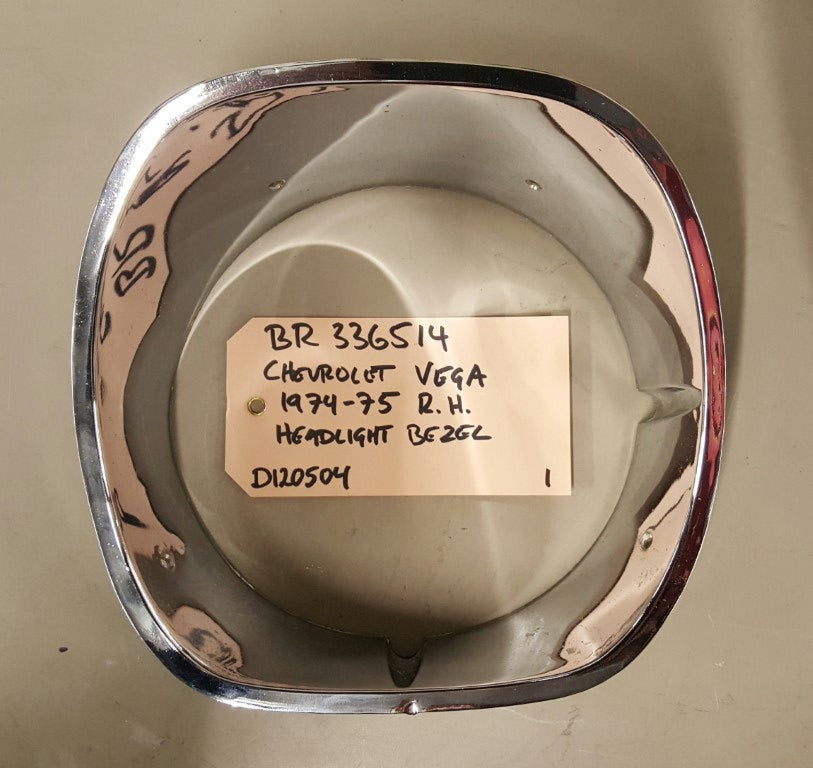 BR 336514
CHEVROLET VEGA
1974-75 R.H.
HEADLIGHT BEZEL
D120504 1